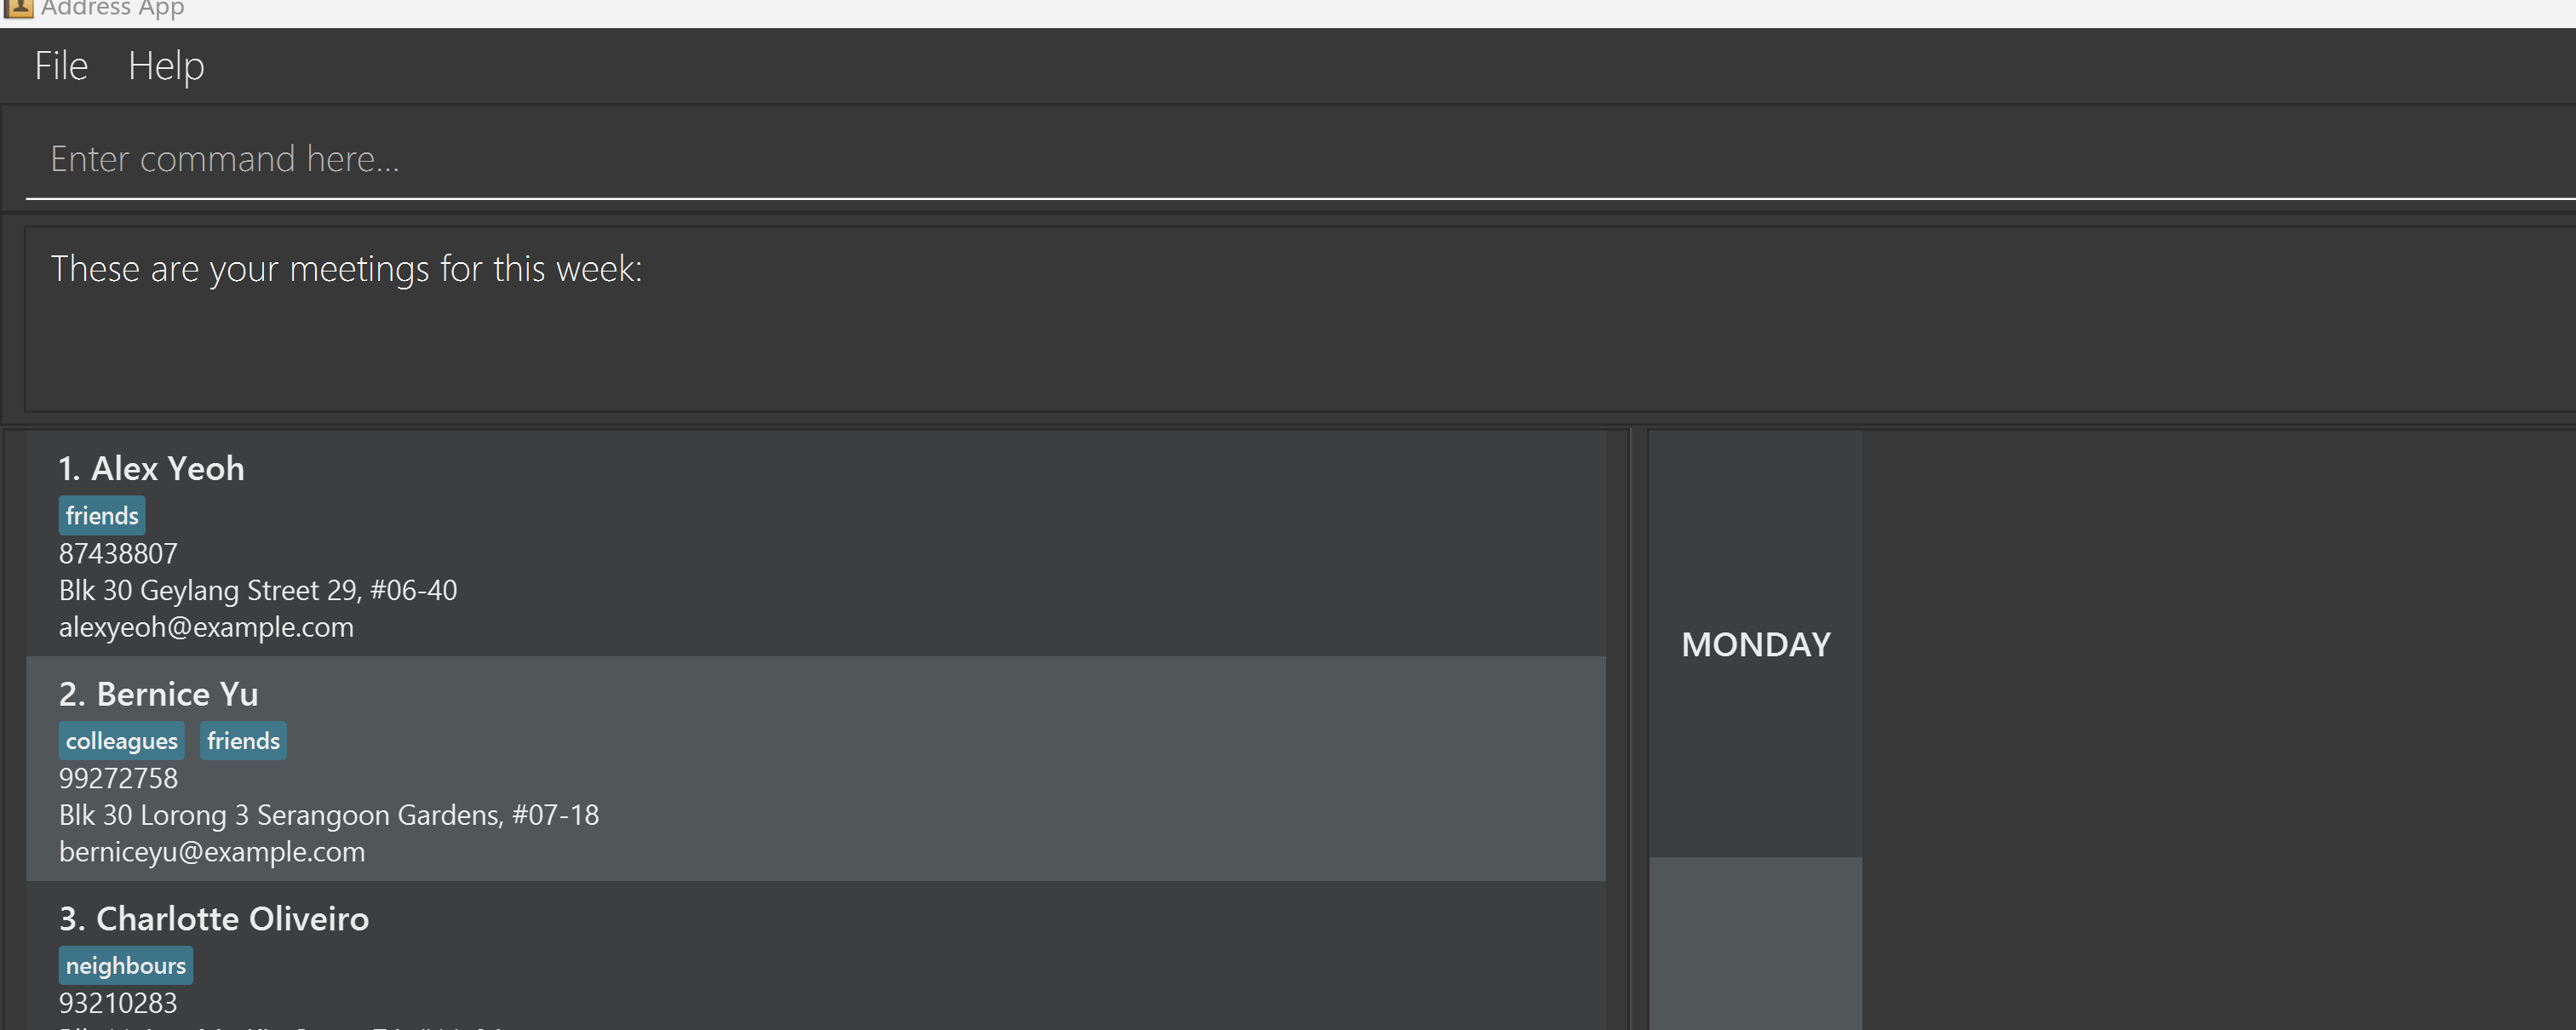 Address App
File Help
Enter command here...
These are your meetings for this week:
1. Alex Yeoh
friends
87438807
Blk 30 Geylang Street 29, #06-40
alexyeoh@example.com
2. Bernice Yu
colleagues friends
99272758
Blk 30 Lorong 3 Serangoon Gardens, #07-18
berniceyu@example.com
3. Charlotte Oliveiro
neighbours
93210283
MONDAY